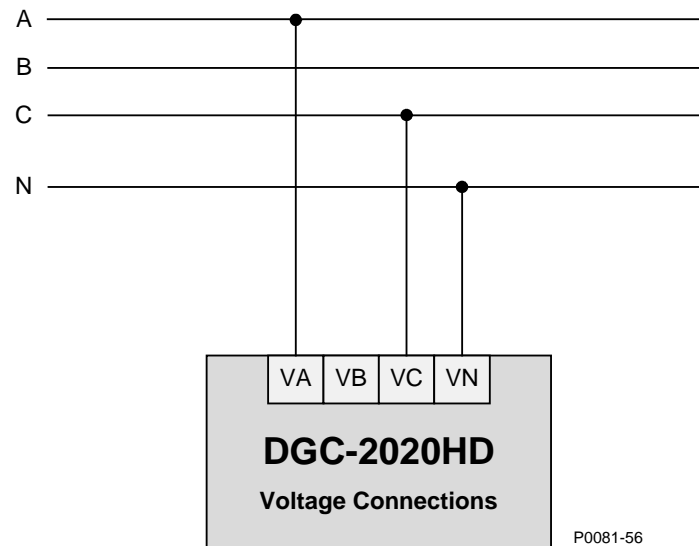 A
B
C
N
VA VB VC VN
DGC-2020HD
Voltage Connections
P0081-56